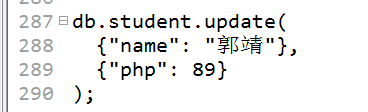 287 db.student.update(
288 {"name": "郭靖"},
289 {"php": 89}
290 );